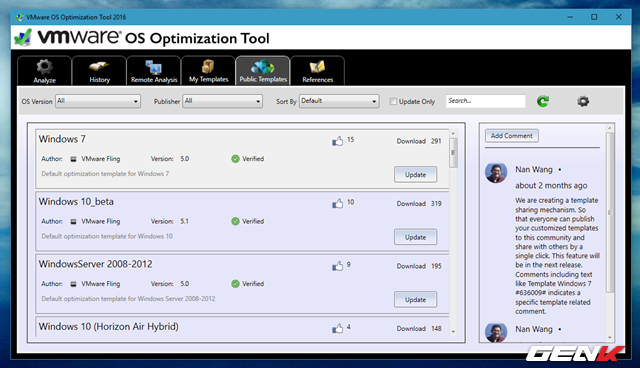 VMware OS Optimization Tool 2016
vmware® OS Optimization Tool
Analyze
History
Remote Analysis
My Templates
Public Templates
References
OS Version All
Publisher All
Sort By Default
Update Only
Search...
Windows 7
15
Download 291
Author: VMware Fling Version: 5.0 Verified
Default optimization template for Windows 7
Update
Windows 10_beta
10
Download 319
Author: VMware Fling Version: 5.1 Verified
Default optimization template for Windows 10
Update
WindowsServer 2008-2012
9
Download 195
Author: VMware Fling Version: 5.0 Verified
Default optimization template for Windows Server 2008-2012
Update
Windows 10 (Horizon Air Hybrid)
4
Download 148
Add Comment
Nan Wang •
about 2 months ago
We are creating a template
sharing mechanism. So
that everyone can publish
your customized templates
to this community and
share with others by a
single click. This feature will
be in the next release.
Comments including text
like Template Windows 7
#636009# indicates a
specific template related
comment.
Nan Wang •
GENK